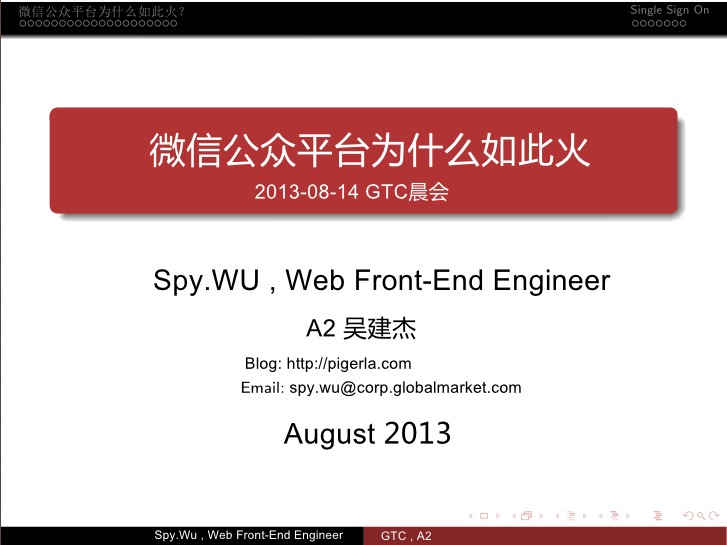 微信公众平台为什么如此火?
Single Sign On
微信公众平台为什么如此火
2013-08-14 GTC晨会
Spy.WU , Web Front-End Engineer
A2 吴建杰
Blog: http://pigerla.com
Email: spy.wu@corp.globalmarket.com
August 2013
Spy.Wu , Web Front-End Engineer
GTC , A2